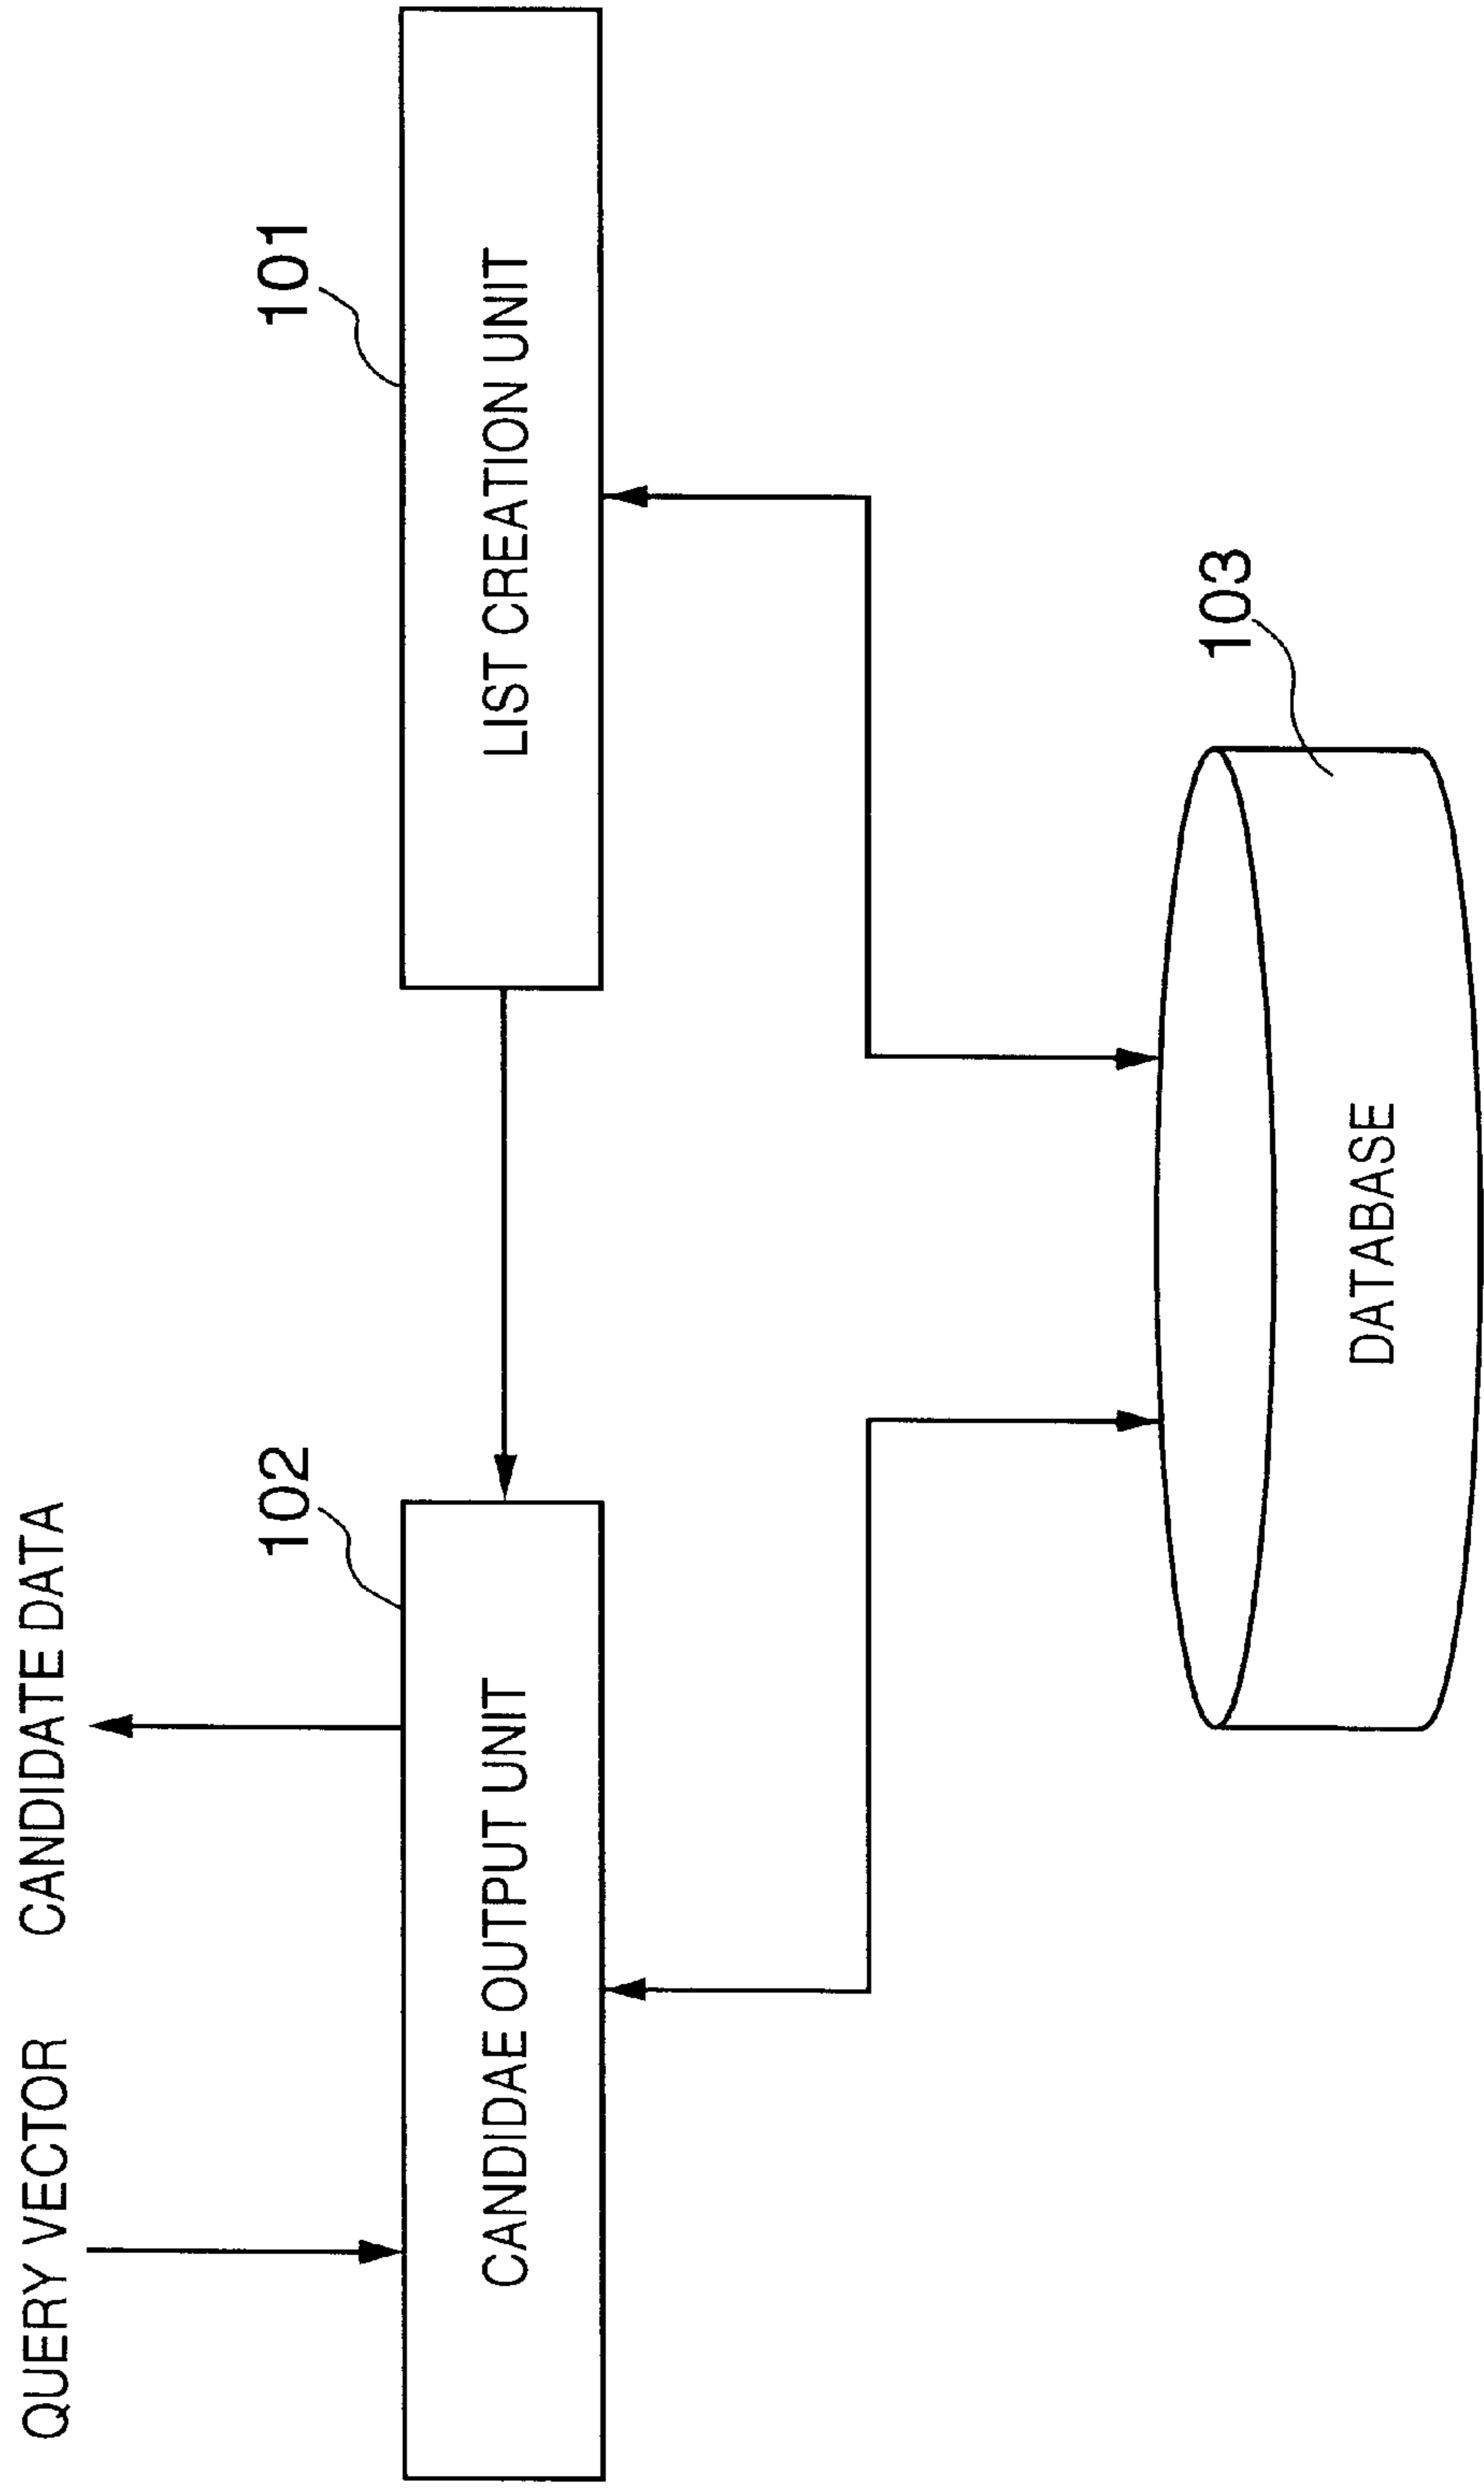 QUERY VECTOR
CANDIDATE DATA
102
101
CANDIDAE OUTPUT UNIT
LIST CREATION UNIT
103
DATABASE